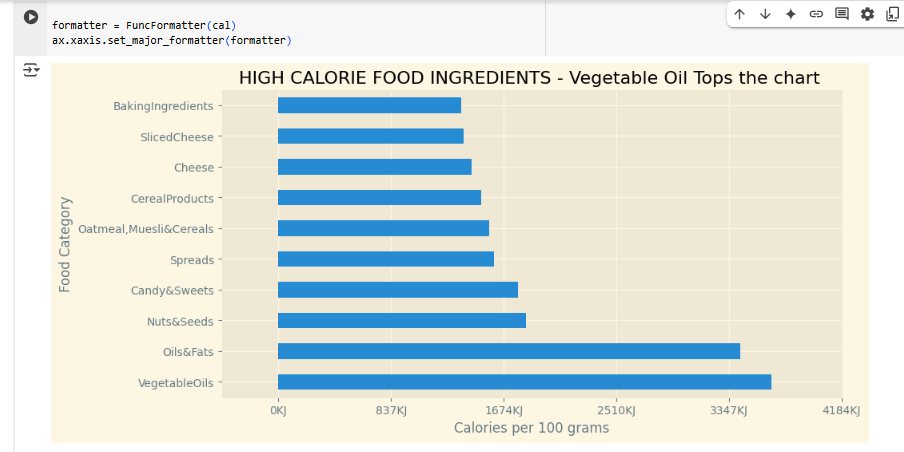 formatter = FuncFormatter(cal)
ax.xaxis.set_major_formatter(formatter)
HIGH CALORIE FOOD INGREDIENTS - Vegetable Oil Tops the chart
Food Category
BakingIngredients
SlicedCheese
Cheese
CerealProducts
Oatmeal,Muesli&Cereals
Spreads
Candy&Sweets
Nuts&Seeds
Oils&Fats
VegetableOils
0KJ 837KJ 1674KJ 2510KJ 3347KJ 4184KJ
Calories per 100 grams